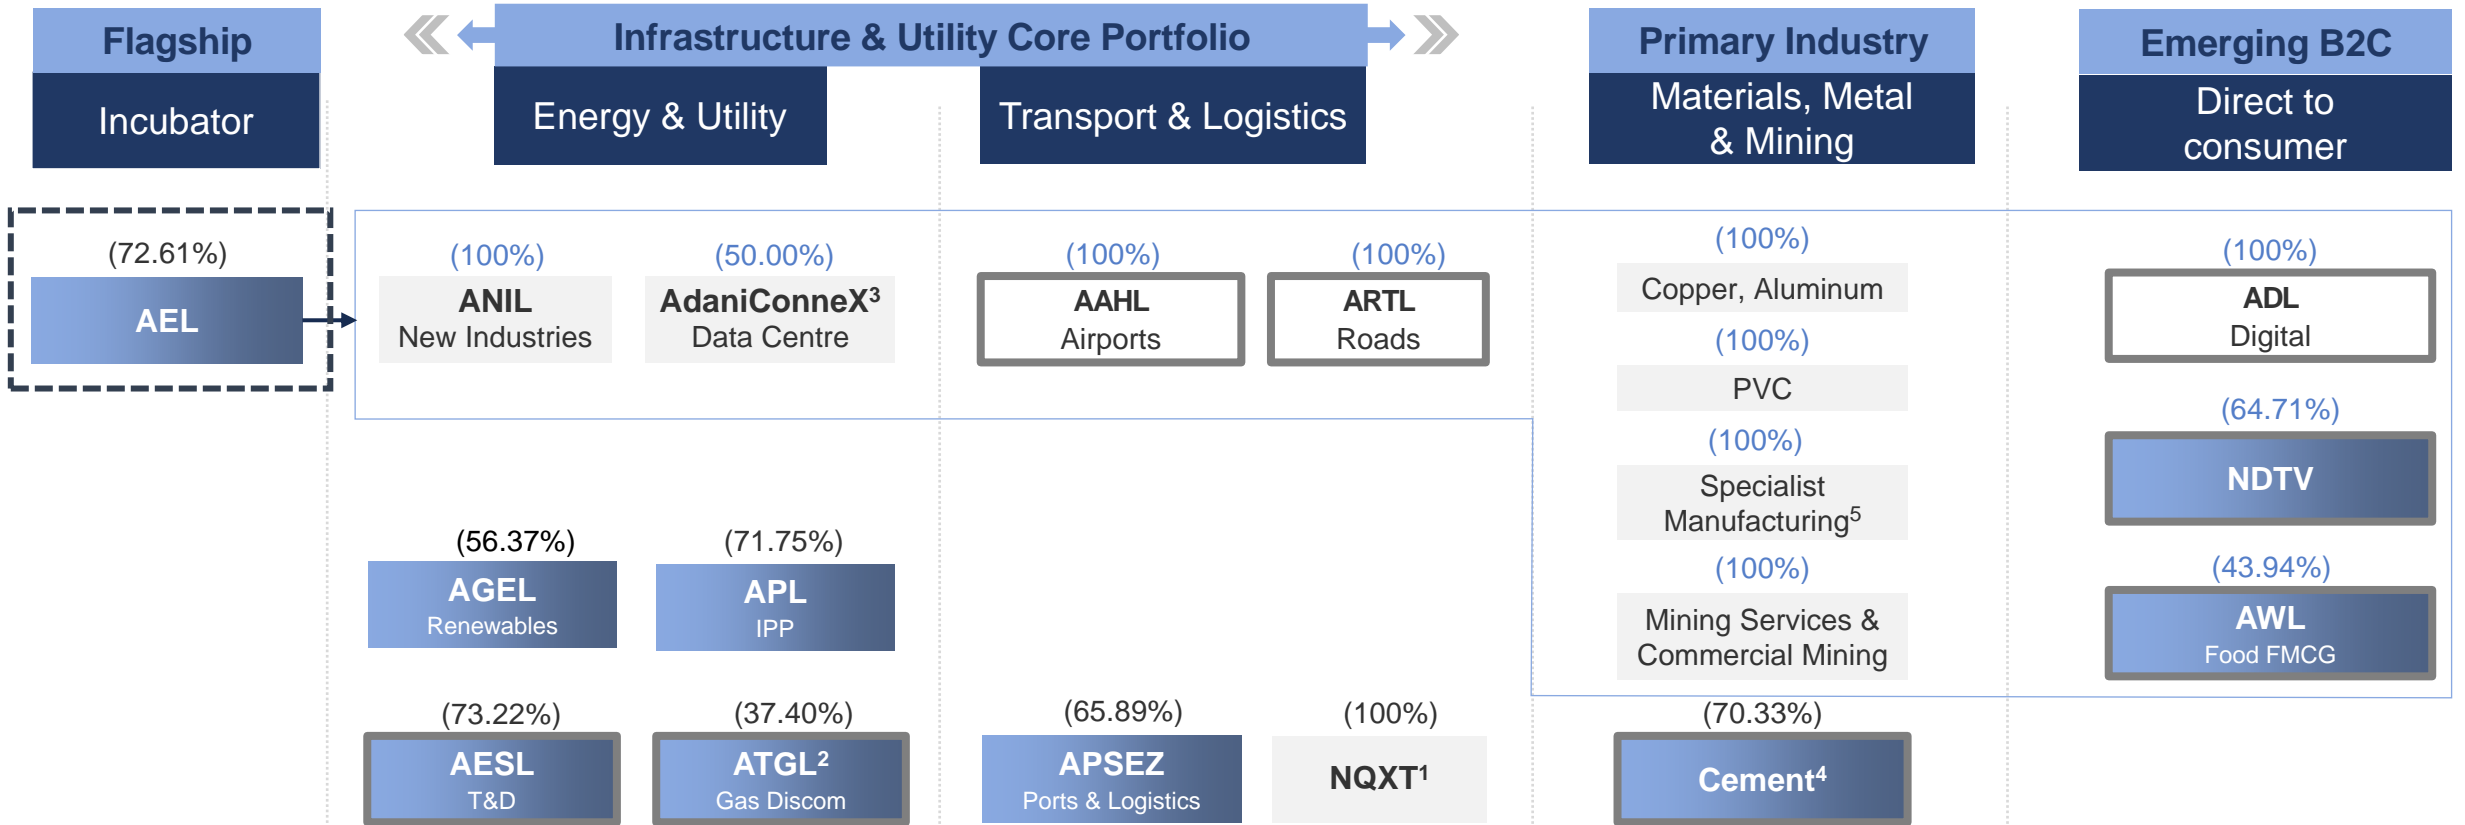 Flagship
Incubator
Infrastructure & Utility Core Portfolio
Energy & Utility
Transport & Logistics
Primary Industry
Materials, Metal
& Mining
Emerging B2C
Direct to
consumer
(72.61%)
AEL
(100%)
ANIL
New Industries
(50.00%)
AdaniConneX³
Data Centre
(100%)
AAHL
Airports
(100%)
ARTL
Roads
(100%)
Copper, Aluminum
(100%)
PVC
(100%)
Specialist
Manufacturing⁵
(100%)
Mining Services &
Commercial Mining
(100%)
ADL
Digital
(64.71%)
NDTV
(43.94%)
AWL
Food FMCG
(56.37%)
AGEL
Renewables
(71.75%)
APL
IPP
(73.22%)
AESL
T&D
(37.40%)
ATGL²
Gas Discom
(65.89%)
APSEZ
Ports & Logistics
(100%)
NQXT¹
(70.33%)
Cement⁴